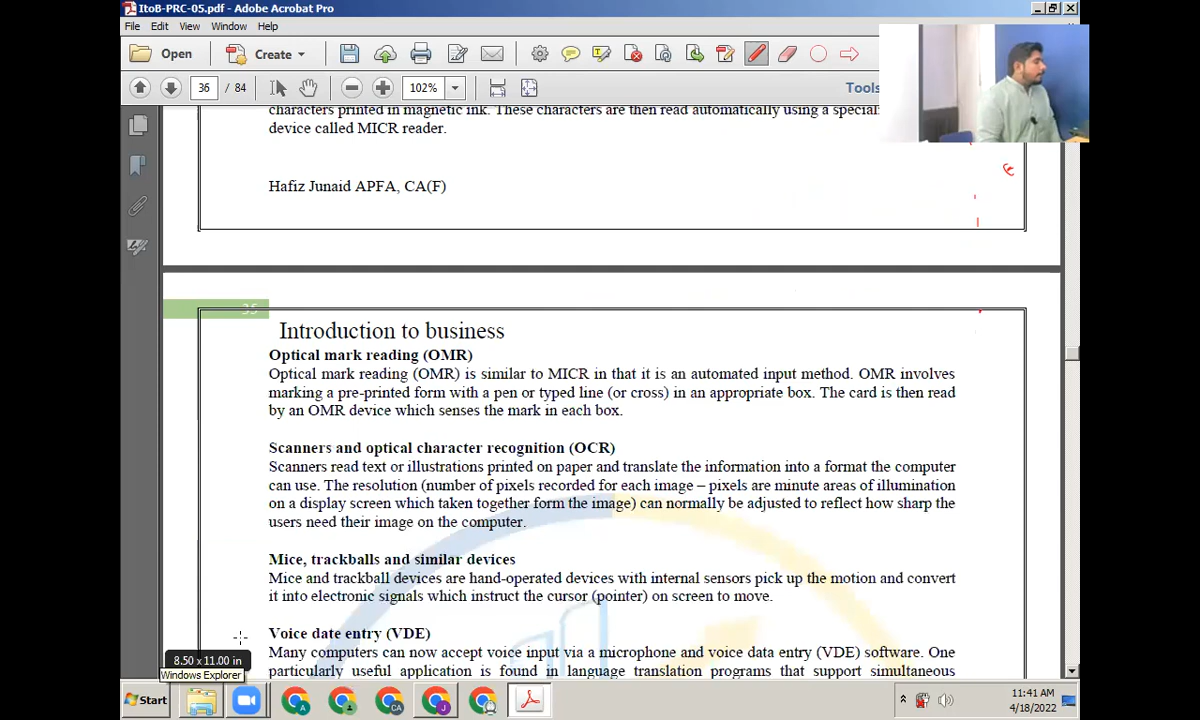 ItoB-PRC-05.pdf - Adobe Acrobat Pro
File Edit View Window Help
Open Create
36 / 84 102% Tools
characters printed in magnetic ink. These characters are then read automatically using a special
device called MICR reader.
Hafiz Junaid APFA, CA(F)
35
Introduction to business
Optical mark reading (OMR)
Optical mark reading (OMR) is similar to MICR in that it is an automated input method. OMR involves
marking a pre-printed form with a pen or typed line (or cross) in an appropriate box. The card is then read
by an OMR device which senses the mark in each box.
Scanners and optical character recognition (OCR)
Scanners read text or illustrations printed on paper and translate the information into a format the computer
can use. The resolution (number of pixels recorded for each image – pixels are minute areas of illumination
on a display screen which taken together form the image) can normally be adjusted to reflect how sharp the
users need their image on the computer.
Mice, trackballs and similar devices
Mice and trackball devices are hand-operated devices with internal sensors pick up the motion and convert
it into electronic signals which instruct the cursor (pointer) on screen to move.
Voice date entry (VDE)
Many computers can now accept voice input via a microphone and voice data entry (VDE) software. One
particularly useful application is found in language translation programs that support simultaneous
8.50 x 11.00 in
Windows Explorer
Start
11:41 AM
4/18/2022